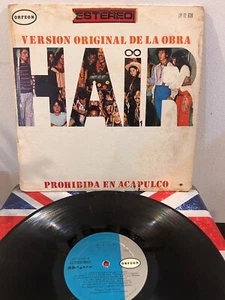 ORFEON
ESTEREO
VERSION ORIGINAL DE LA OBRA
HAIR
PROHIBIDA EN ACAPULCO
ORFEON